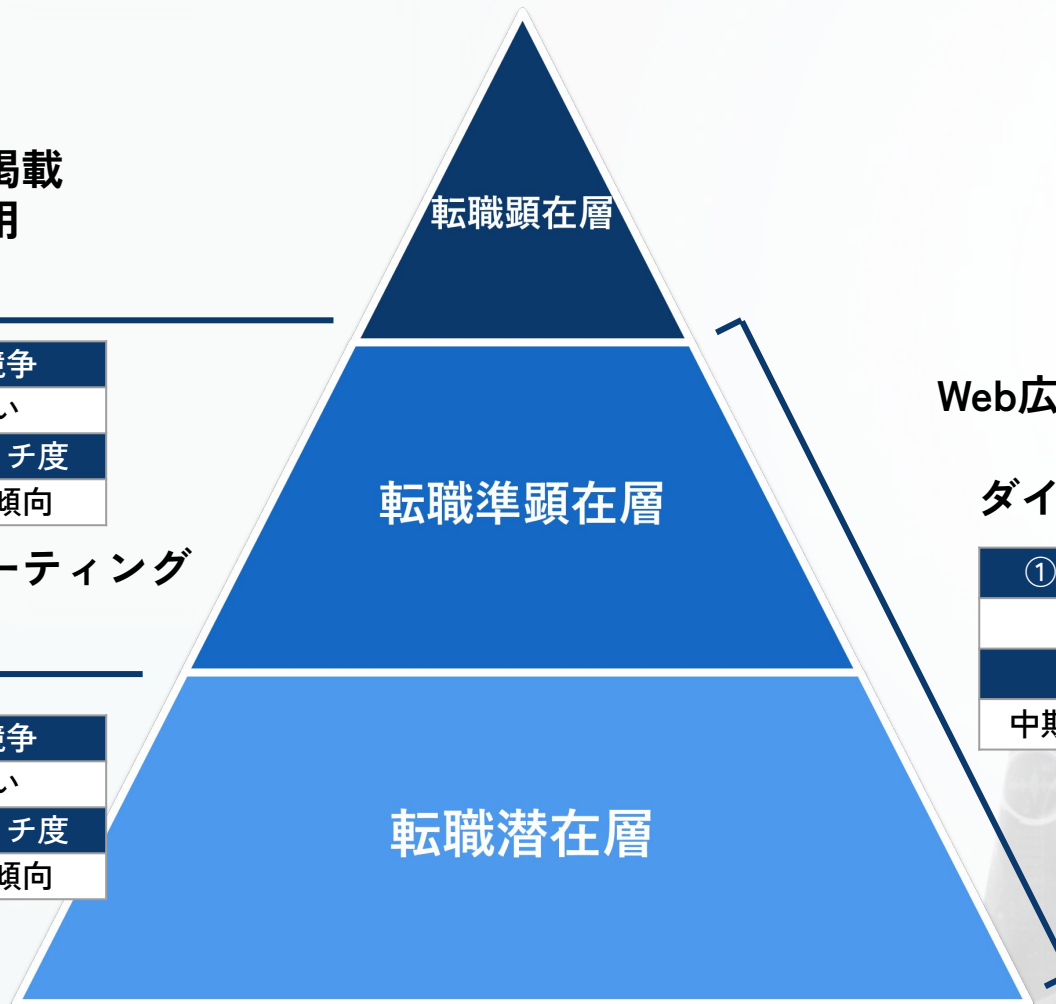 掲載
用
競争
い
チ度
傾向
ーティング
競争
い
チ度
傾向
転職顕在層
転職準顕在層
転職潜在層
Web広
ダイ
①
中期